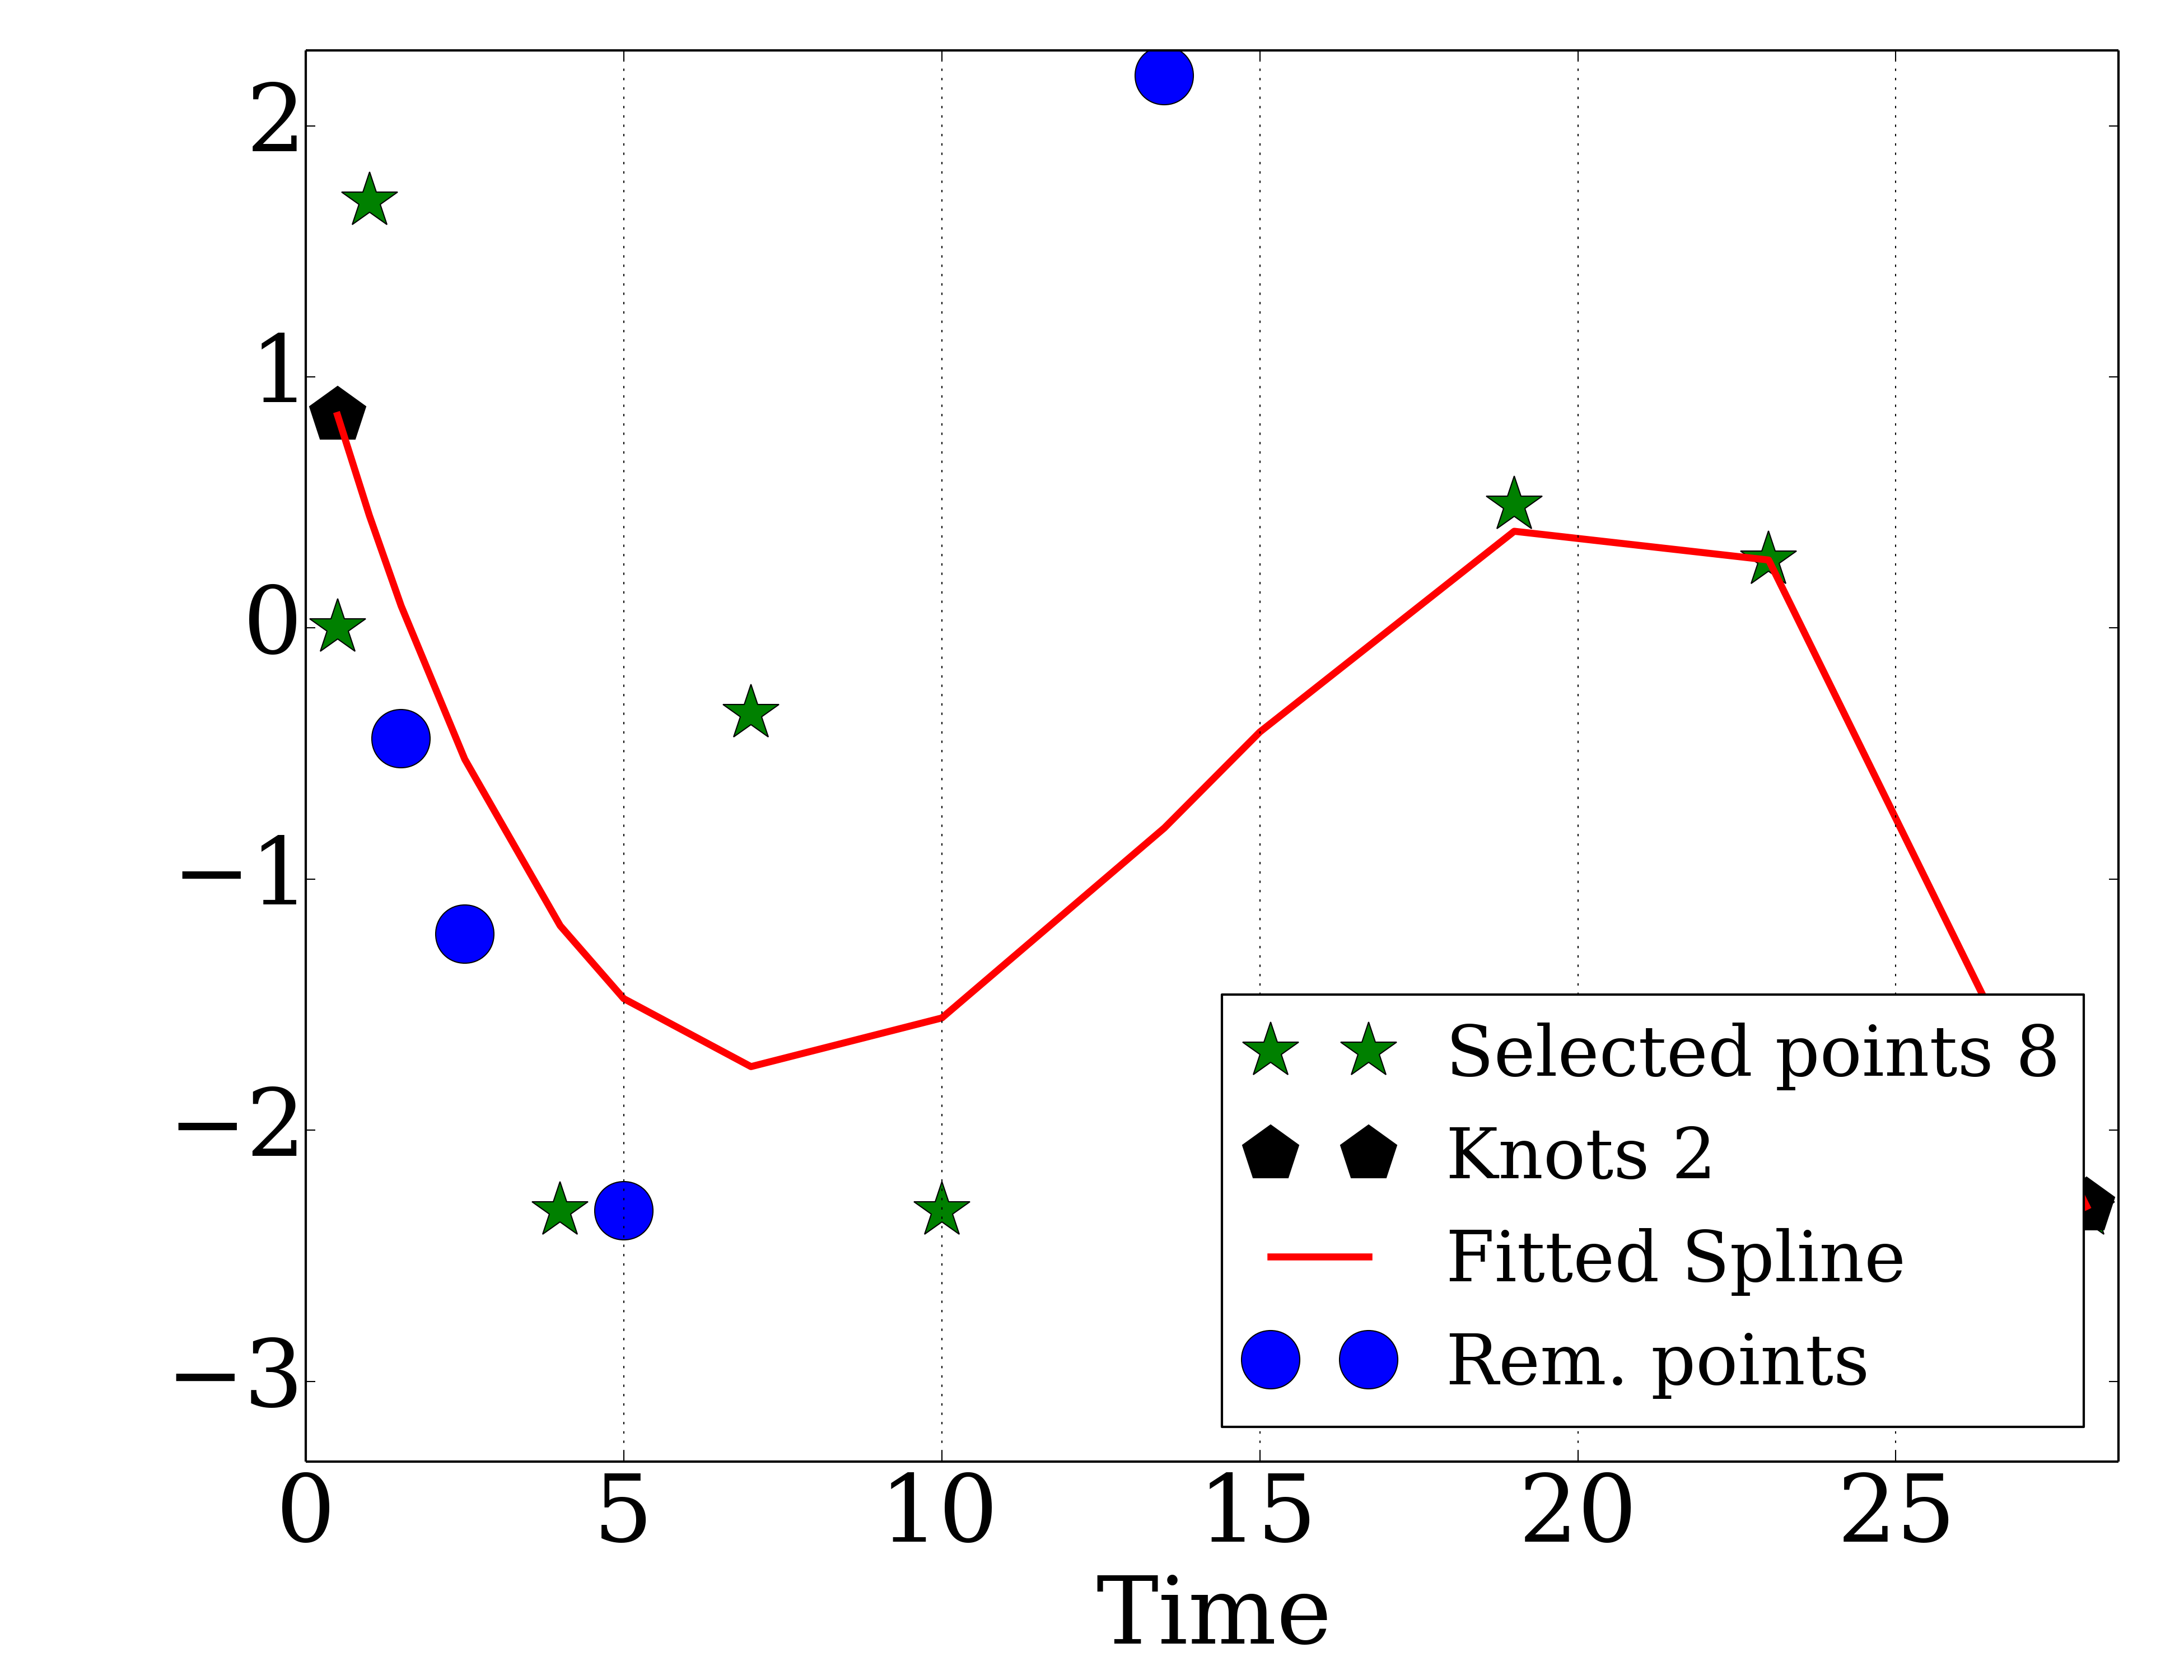 2
1
0
−1
−2
−3
0 5 10 15 20 25
Time
Selected points 8
Knots 2
Fitted Spline
Rem. points